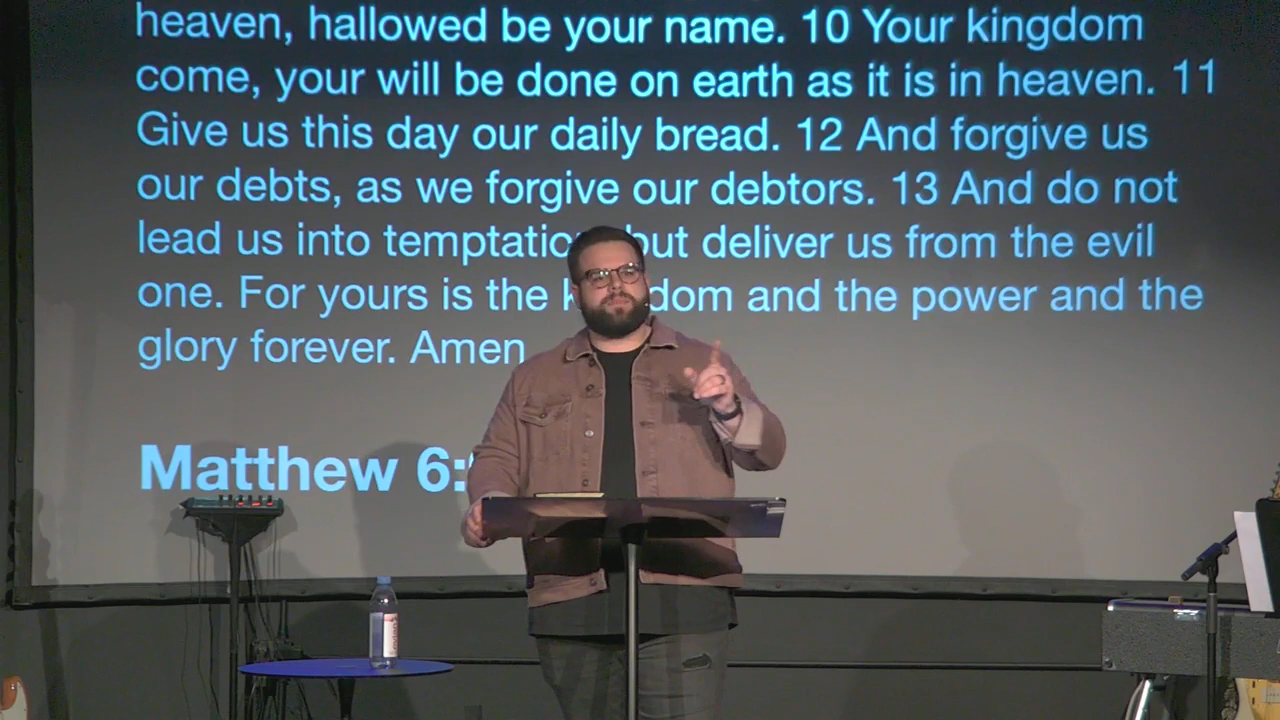 heaven, hallowed be your name. 10 Your kingdom
come, your will be done on earth as it is in heaven. 11
Give us this day our daily bread. 12 And forgive us
our debts, as we forgive our debtors. 13 And do not
lead us into but deliver us from the evil
one. For yours is the and the power and the
glory forever. Amen
Matthew 6: